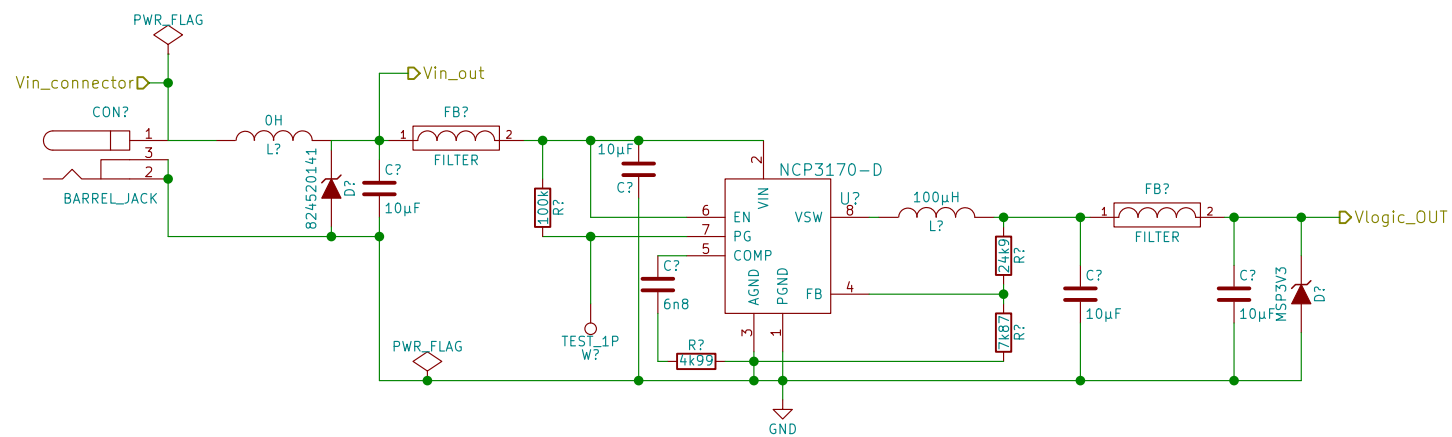 PWR_FLAG
Vin_connector
Vin_out
CON?
1
3
2
BARREL_JACK
0H
L?
824520141
D?
C?
10µF
FB?
1
2
FILTER
100k
R?
10µF
C?
TEST_1P
W?
PWR_FLAG
C?
6n8
R?
4k99
NCP3170-D
U?
2
VIN
6
EN
7
PG
5
COMP
VSW
8
FB
4
AGND
3
PGND
1
GND
100µH
L?
24k9
R?
7k87
R?
C?
10µF
FB?
1
2
FILTER
C?
10µF
MSP3V3
D?
Vlogic_OUT